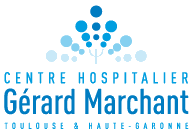 CENTRE HOSPITALIER
Gérard Marchant
TOULOUSE & HAUTE-GARONNE